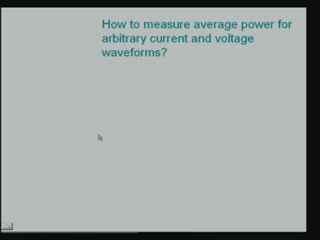 How to measure average power for
arbitrary current and voltage
waveforms?